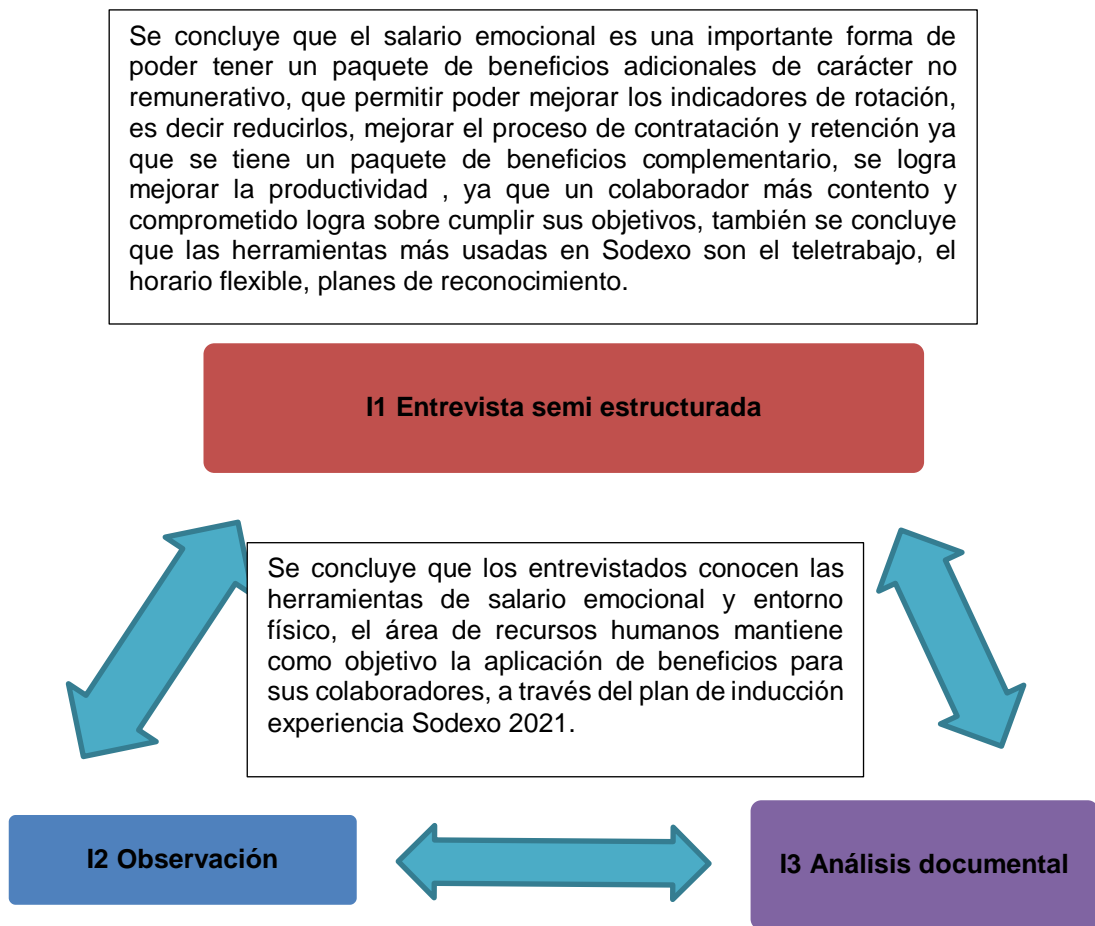 Se concluye que el salario emocional es una importante forma de
poder tener un paquete de beneficios adicionales de carácter no
remunerativo, que permitir poder mejorar los indicadores de rotación,
es decir reducirlos, mejorar el proceso de contratación y retención ya
que se tiene un paquete de beneficios complementario, se logra
mejorar la productividad , ya que un colaborador más contento y
comprometido logra sobre cumplir sus objetivos, también se concluye
que las herramientas más usadas en Sodexo son el teletrabajo, el
horario flexible, planes de reconocimiento.
I1 Entrevista semi estructurada
Se concluye que los entrevistados conocen las
herramientas de salario emocional y entorno
físico, el área de recursos humanos mantiene
como objetivo la aplicación de beneficios para
sus colaboradores, a través del plan de inducción
experiencia Sodexo 2021.
I2 Observación
I3 Análisis documental